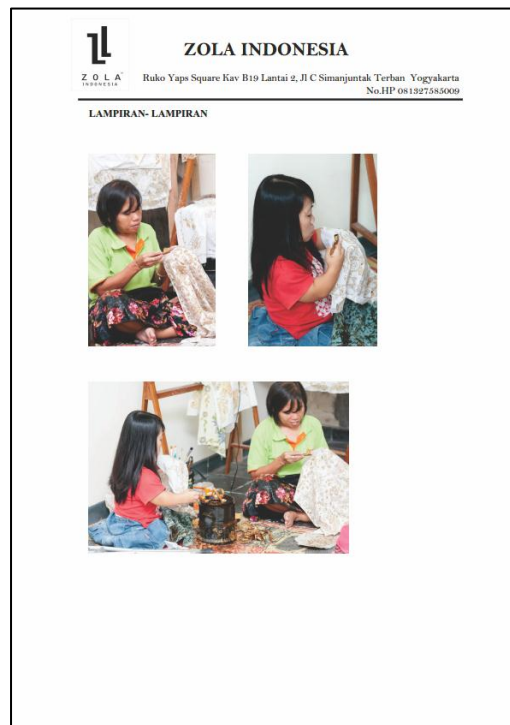 ZOLA
INDONESIA
ZOLA INDONESIA
Ruko Yaps Square Kav B19 Lantai 2, Jl C Simanjuntak Terban Yogyakarta
No.HP 081327585009
LAMPIRAN- LAMPIRAN